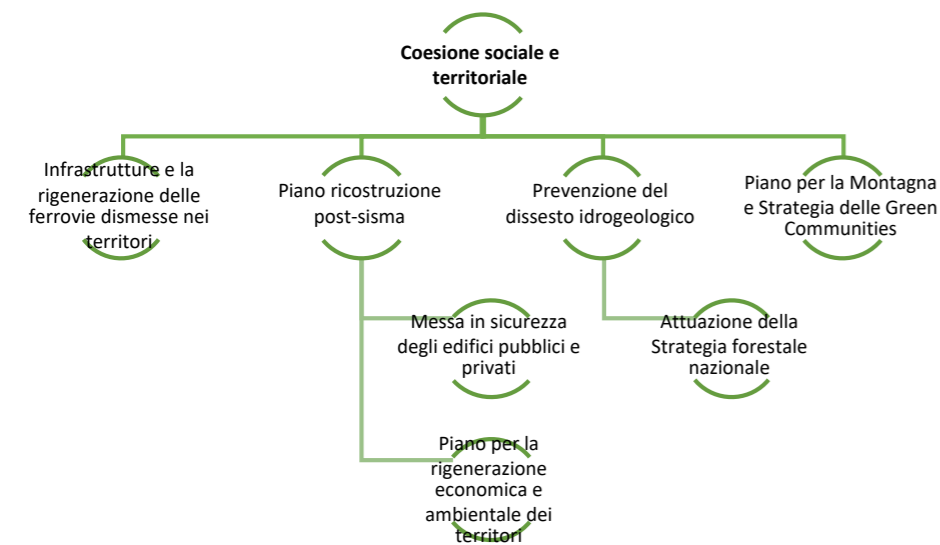 Coesione sociale e
territoriale
Infrastrutture e la
rigenerazione delle
ferrovie dismesse nei
territori
Piano ricostruzione
post-sisma
Prevenzione del
dissesto idrogeologico
Piano per la Montagna
e Strategia delle Green
Communities
Messa in sicurezza
degli edifici pubblici e
privati
Attuazione della
Strategia forestale
nazionale
Piano per la
rigenerazione
economica e
ambientale dei
territori